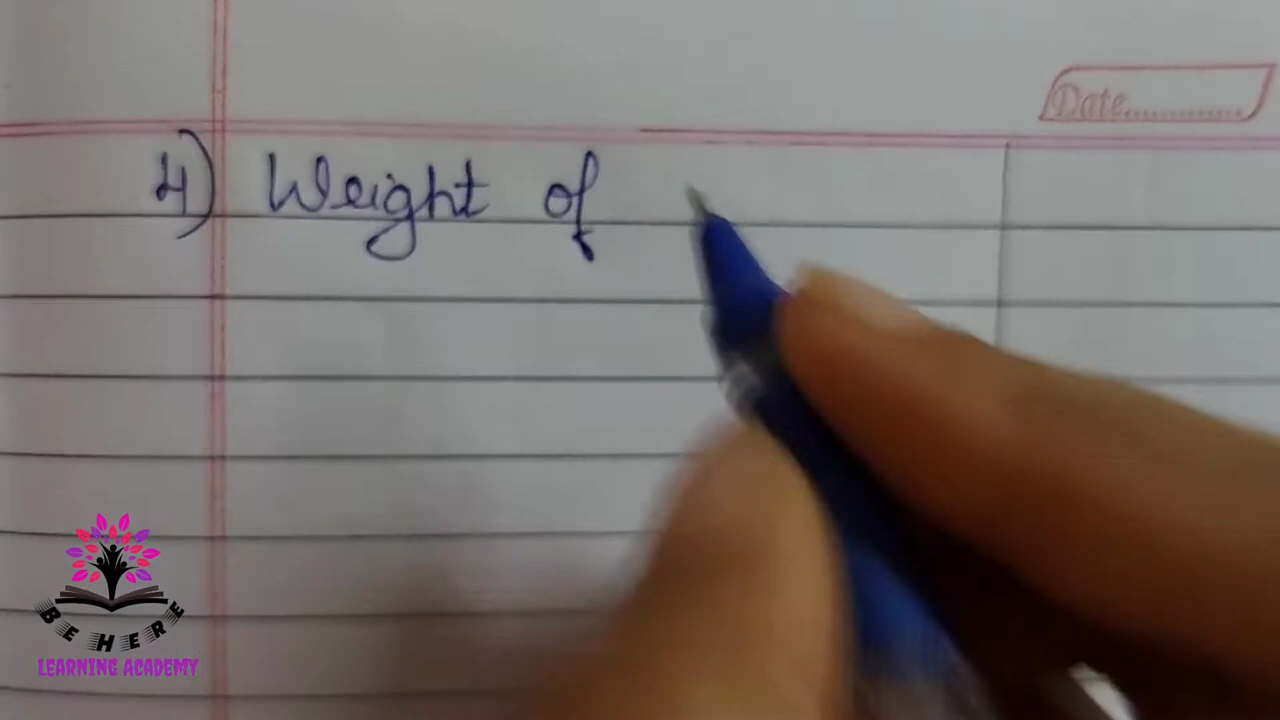 Date............
4) Weight of
BEHERE
LEARNING ACADEMY